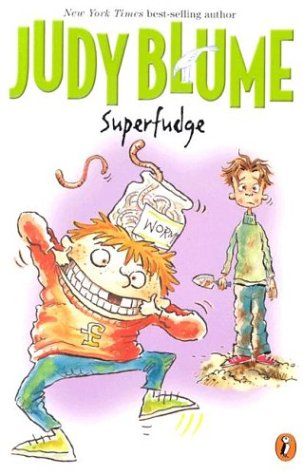 New York Times best-selling author
JUDY BLUME
Superfudge
WORMS
F